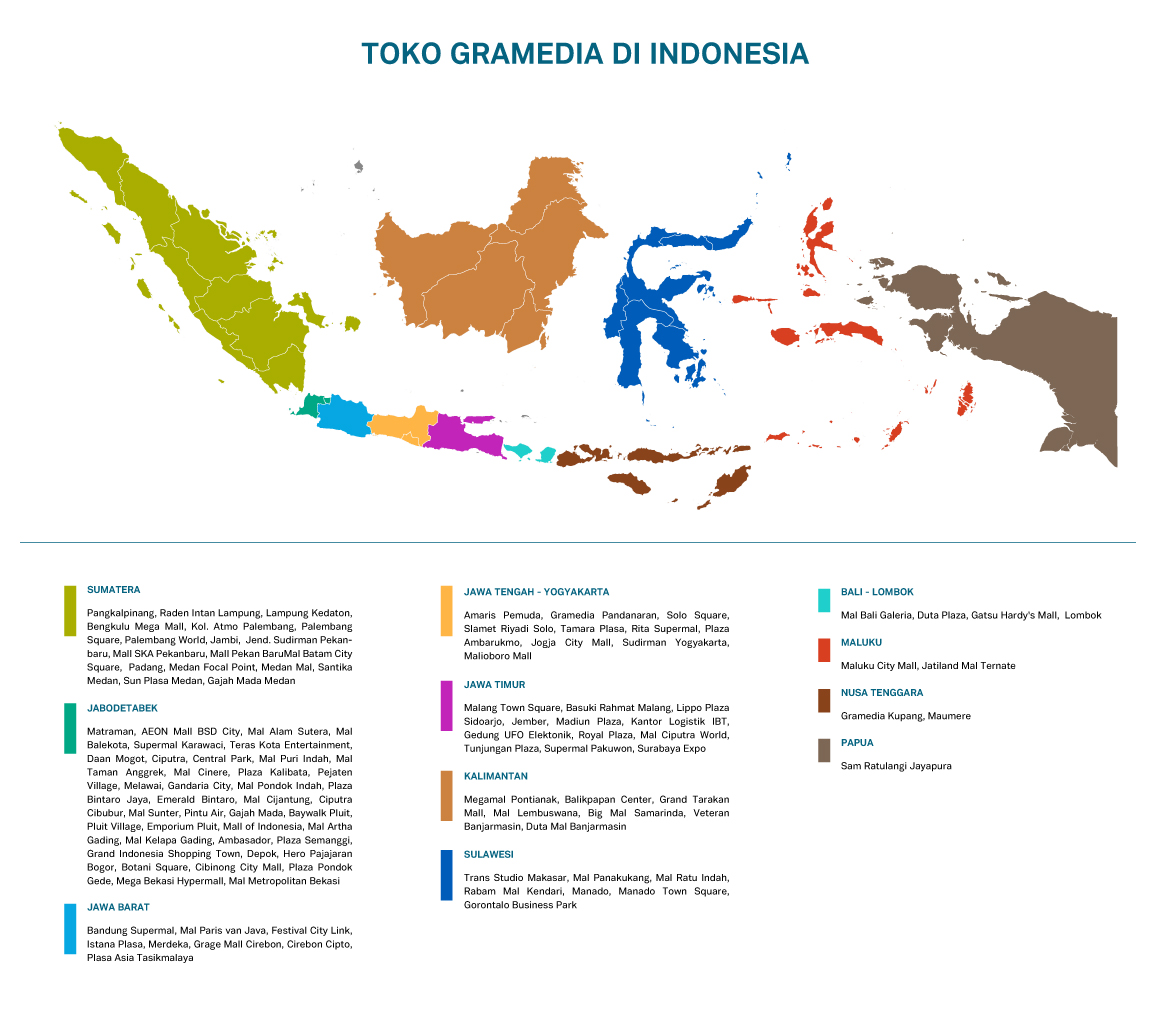 TOKO GRAMEDIA DI INDONESIA
SUMATERA
Pangkalpinang, Raden Intan Lampung, Lampung Kedaton,
Bengkulu Mega Mall, Kol. Atmo Palembang, Palembang
Square, Palembang World, Jambi, Jend. Sudirman Pekan-
baru, Mall SKA Pekanbaru, Mall Pekan BaruMal Batam City
Square, Padang, Medan Focal Point, Medan Mal, Santika
Medan, Sun Plasa Medan, Gajah Mada Medan
JABODETABEK
Matraman, AEON Mall BSD City, Mal Alam Sutera, Mal
Balekota, Supermal Karawaci, Teras Kota Entertainment,
Daan Mogot, Ciputra, Central Park, Mal Puri Indah, Mal
Taman Anggrek, Mal Cinere, Plaza Kalibata, Pejaten
Village, Melawai, Gandaria City, Mal Pondok Indah, Plaza
Bintaro Jaya, Emerald Bintaro, Mal Cijantung, Ciputra
Cibubur, Mal Sunter, Pintu Air, Gajah Mada, Baywalk Pluit,
Pluit Village, Emporium Pluit, Mall of Indonesia, Mal Artha
Gading, Mal Kelapa Gading, Ambasador, Plaza Semanggi,
Grand Indonesia Shopping Town, Depok, Hero Pajajaran
Bogor, Botani Square, Cibinong City Mall, Plaza Pondok
Gede, Mega Bekasi Hypermall, Mal Metropolitan Bekasi
JAWA BARAT
Bandung Supermal, Mal Paris van Java, Festival City Link,
Istana Plasa, Merdeka, Grage Mall Cirebon, Cirebon Cipto,
Plasa Asia Tasikmalaya
JAWA TENGAH - YOGYAKARTA
Amaris Pemuda, Gramedia Pandanaran, Solo Square,
Slamet Riyadi Solo, Tamara Plasa, Rita Supermal, Plaza
Ambarukmo, Jogja City Mall, Sudirman Yogyakarta,
Malioboro Mall
JAWA TIMUR
Malang Town Square, Basuki Rahmat Malang, Lippo Plaza
Sidoarjo, Jember, Madiun Plaza, Kantor Logistik IBT,
Gedung UFO Elektonik, Royal Plaza, Mal Ciputra World,
Tunjungan Plaza, Supermal Pakuwon, Surabaya Expo
KALIMANTAN
Megamal Pontianak, Balikpapan Center, Grand Tarakan
Mall, Mal Lembuswana, Big Mal Samarinda, Veteran
Banjarmasin, Duta Mal Banjarmasin
SULAWESI
Trans Studio Makasar, Mal Panakukang, Mal Ratu Indah,
Rabam Mal Kendari, Manado, Manado Town Square,
Gorontalo Business Park
BALI - LOMBOK
Mal Bali Galeria, Duta Plaza, Gatsu Hardy's Mall, Lombok
MALUKU
Maluku City Mall, Jatiland Mal Ternate
NUSA TENGGARA
Gramedia Kupang, Maumere
PAPUA
Sam Ratulangi Jayapura